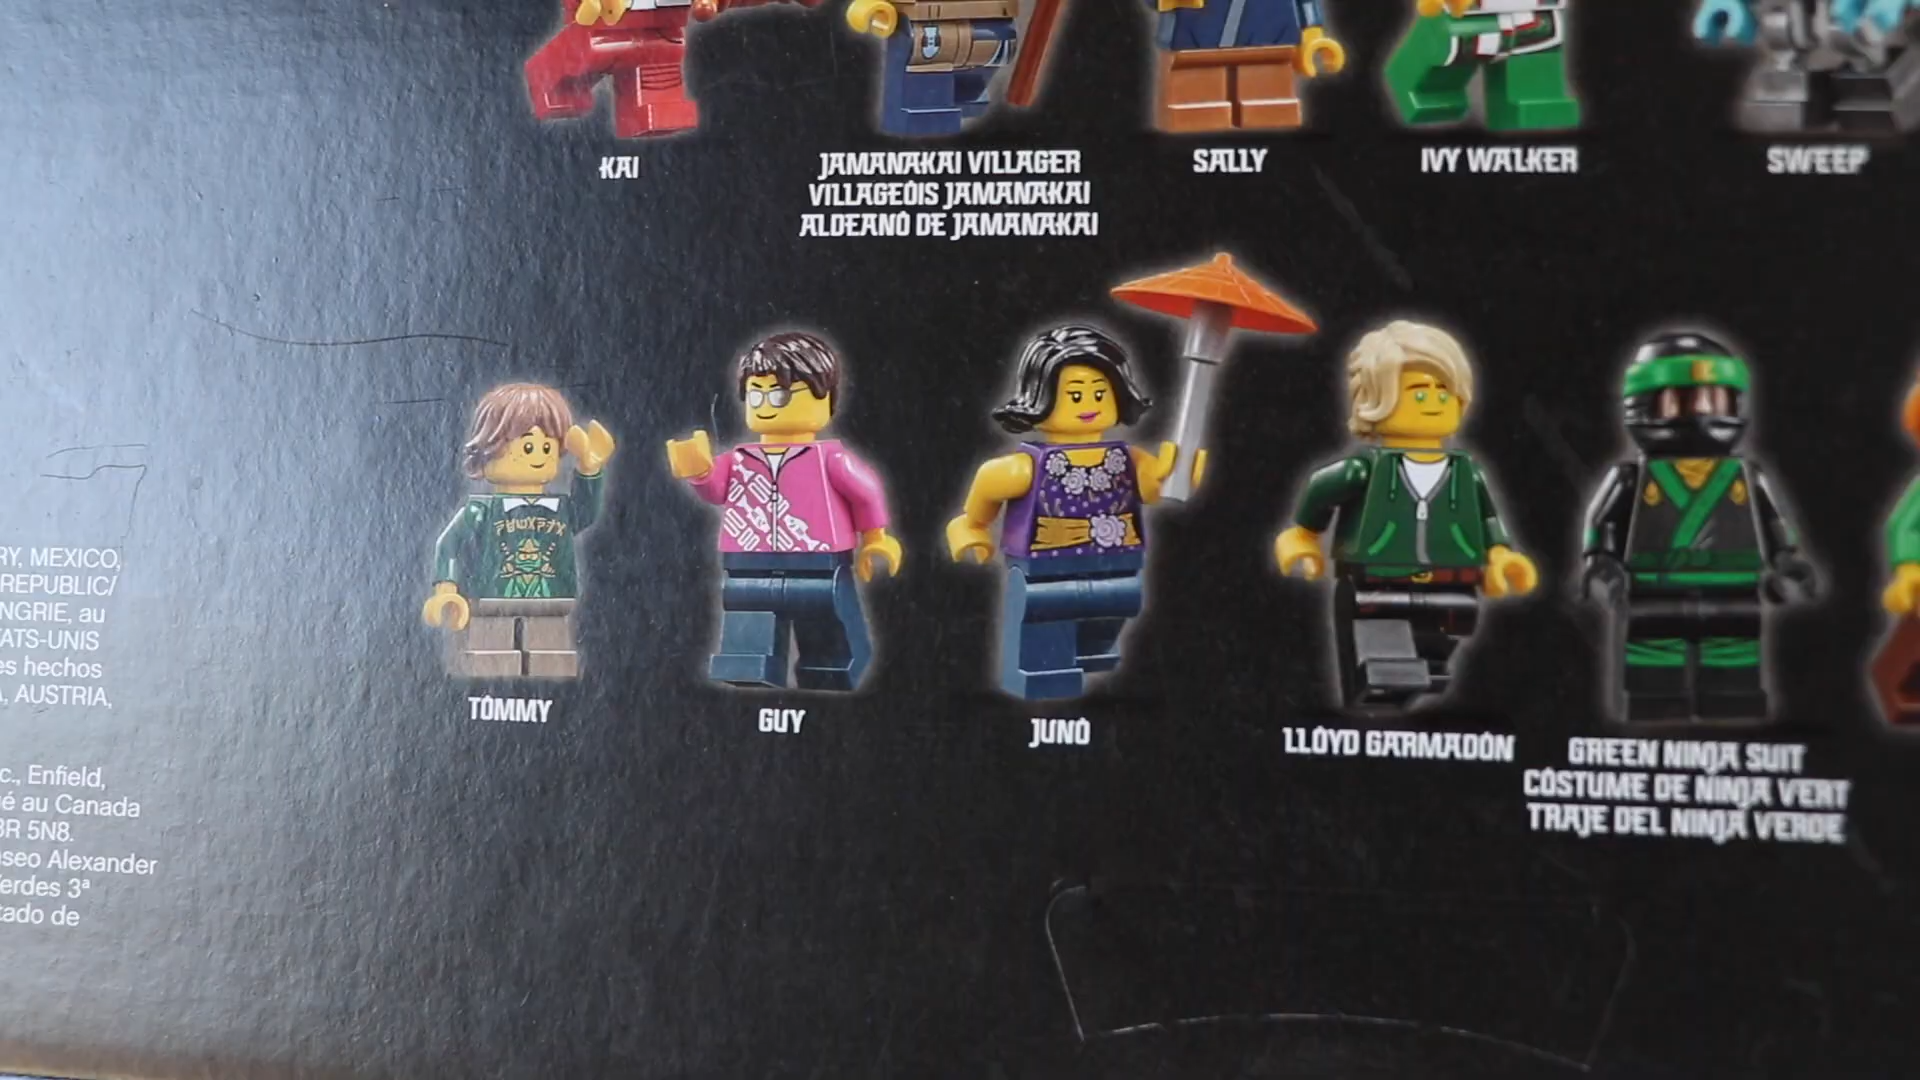 KAI
JAMANAKAI VILLAGER
VILLAGEOIS JAMANAKAI
ALDEANO DE JAMANAKAI
SALLY
IVY WALKER
SWEEP
TOMMY
GUY
JUNO
LLOYD GARMADON
GREEN NINJA SUIT
COSTUME DE NINJA VERT
TRAJE DEL NINJA VERDE
RY, MEXICO,
REPUBLIC/
NGRIE, au
TATS-UNIS
es hechos
, AUSTRIA,
c., Enfield,
é au Canada
3R 5N8.
aseo Alexander
Verdes 3ª
tado de